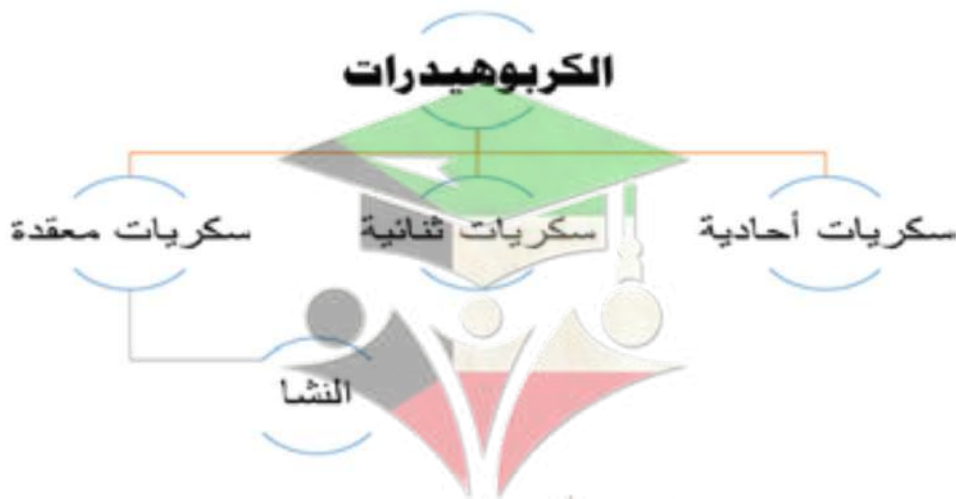 الكربوهيدرات
سكريات أحادية
سكريات ثنائية
سكريات معقدة
النشا